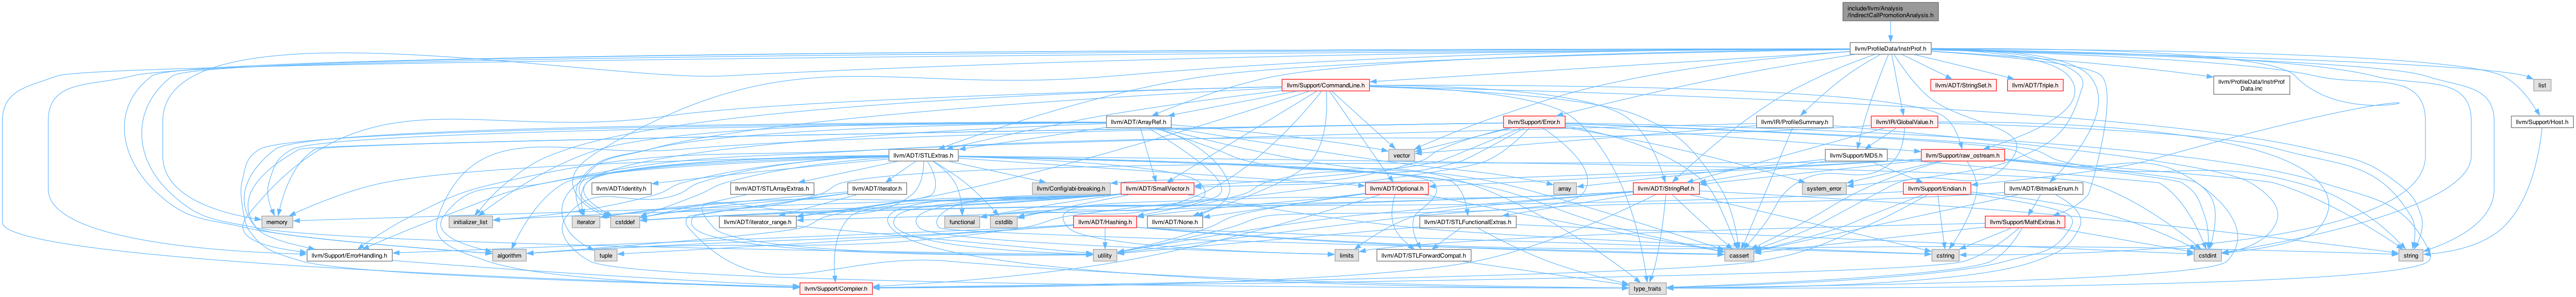 include/llvm/Analysis
/IndirectCallPromotionAnalysis.h
llvm/ProfileData/InstrProf.h
llvm/Support/CommandLine.h
llvm/ADT/StringSet.h
llvm/ADT/Triple.h
llvm/ProfileData/InstrProf
Data.inc
list
llvm/ADT/ArrayRef.h
llvm/Support/Error.h
llvm/IR/ProfileSummary.h
llvm/IR/GlobalValue.h
llvm/Support/Host.h
llvm/ADT/STLExtras.h
vector
llvm/Support/MD5.h
llvm/Support/raw_ostream.h
llvm/ADT/identity.h
llvm/ADT/STLArrayExtras.h
llvm/ADT/iterator.h
llvm/Config/abi-breaking.h
llvm/ADT/SmallVector.h
llvm/ADT/Optional.h
array
llvm/ADT/StringRef.h
system_error
llvm/Support/Endian.h
llvm/ADT/BitmaskEnum.h
memory
initializer_list
iterator
cstddef
llvm/ADT/iterator_range.h
functional
cstdlib
llvm/ADT/Hashing.h
llvm/ADT/None.h
llvm/ADT/STLFunctionalExtras.h
llvm/Support/MathExtras.h
llvm/Support/ErrorHandling.h
algorithm
tuple
utility
limits
llvm/ADT/STLForwardCompat.h
cassert
cstring
cstdint
string
llvm/Support/Compiler.h
type_traits